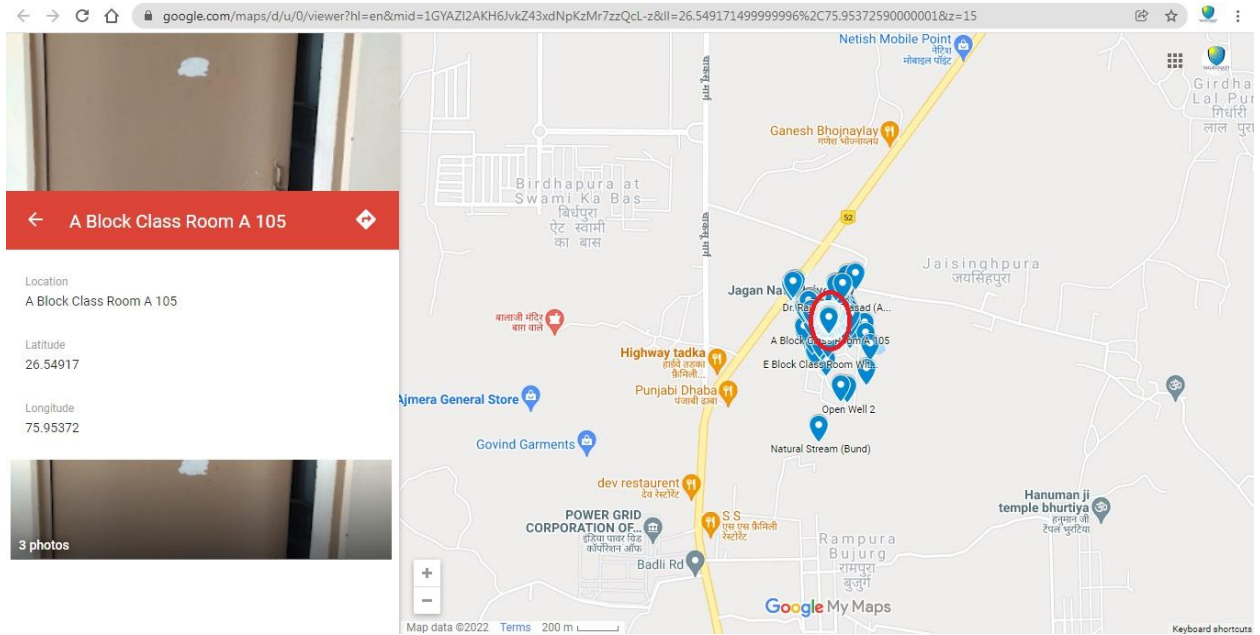 google.com/maps/d/u/0/viewer?hl=en&mid=1GYAZI2AKH6JvkZ43xdNpKzMr7zzQcL-z&ll=26.549171499999996%2C75.95372590000001&z=15
A Block Class Room A 105
Location
A Block Class Room A 105
Latitude
26.54917
Longitude
75.95372
3 photos
Netish Mobile Point
नेटिश
मोबाइल पॉइंट
Girdha
Lal Pur
गिर्धारी
लाल पुरा
Ganesh Bhojnaylay
गणेश भोजनालय
Birdhapura at
Swami Ka Bas
बिर्धपुरा
ऐट स्वामी
का बास
52
Jaisinghpura
जयसिंहपुरा
Jagan Na
Dr. Ra
sad (A...
बालाजी मंदिर
बाग वाले
A Block Class Room A 105
Highway tadka
हाईवे तड़का
फ़ैमिली...
E Block Class Room Wit...
Punjabi Dhaba
पंजाबी ढाबा
Ajmera General Store
Open Well 2
Govind Garments
Natural Stream (Bund)
dev restaurent
देव रेस्टोरेंट
Hanuman ji
temple bhurtiya
हनुमान जी
टेंपल भुरटिया
POWER GRID
CORPORATION OF...
इंडिया पावर ग्रिड
कॉर्पोरेशन ऑफ
S S
एस एस फ़ैमिली
रेस्टोरेंट
Rampura
Bujurg
रामपुरा
बुजुर्ग
Badli Rd
Google My Maps
Map data ©2022 Terms 200 m
Keyboard shortcuts